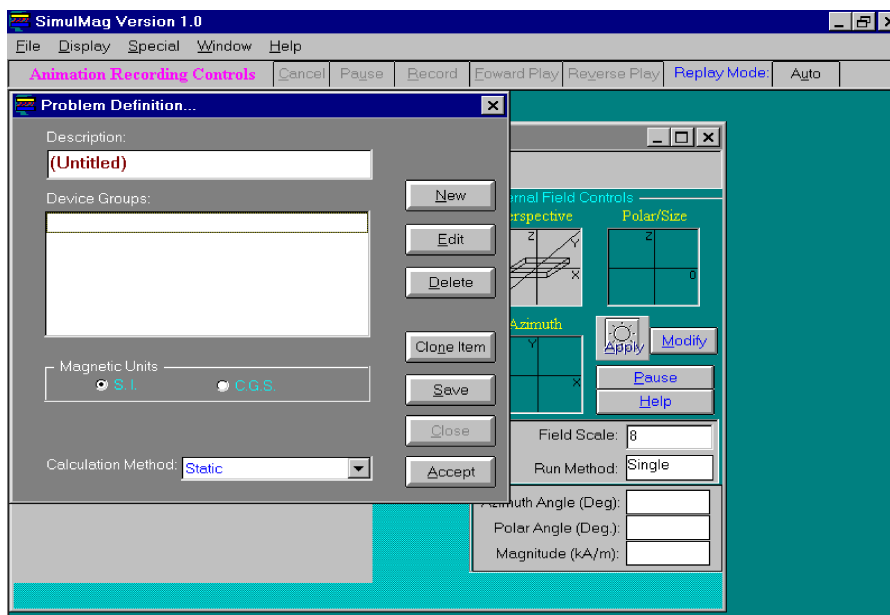 SimulMag Version 1.0
File Display Special Window Help
Animation Recording Controls Cancel Pause Record Foward Play Reverse Play Replay Mode: Auto
Problem Definition...
Description:
(Untitled)
Device Groups:
New
Edit
Delete
Clone Item
Save
Close
Accept
Magnetic Units
S. I. C.G.S.
Calculation Method: Static
Field Controls
Polar/Size
Z Y X
Z 0
Azimuth
Y X
Apply Modify
Pause
Help
Field Scale: 8
Run Method: Single
Azimuth Angle (Deg):
Polar Angle (Deg.):
Magnitude (kA/m):